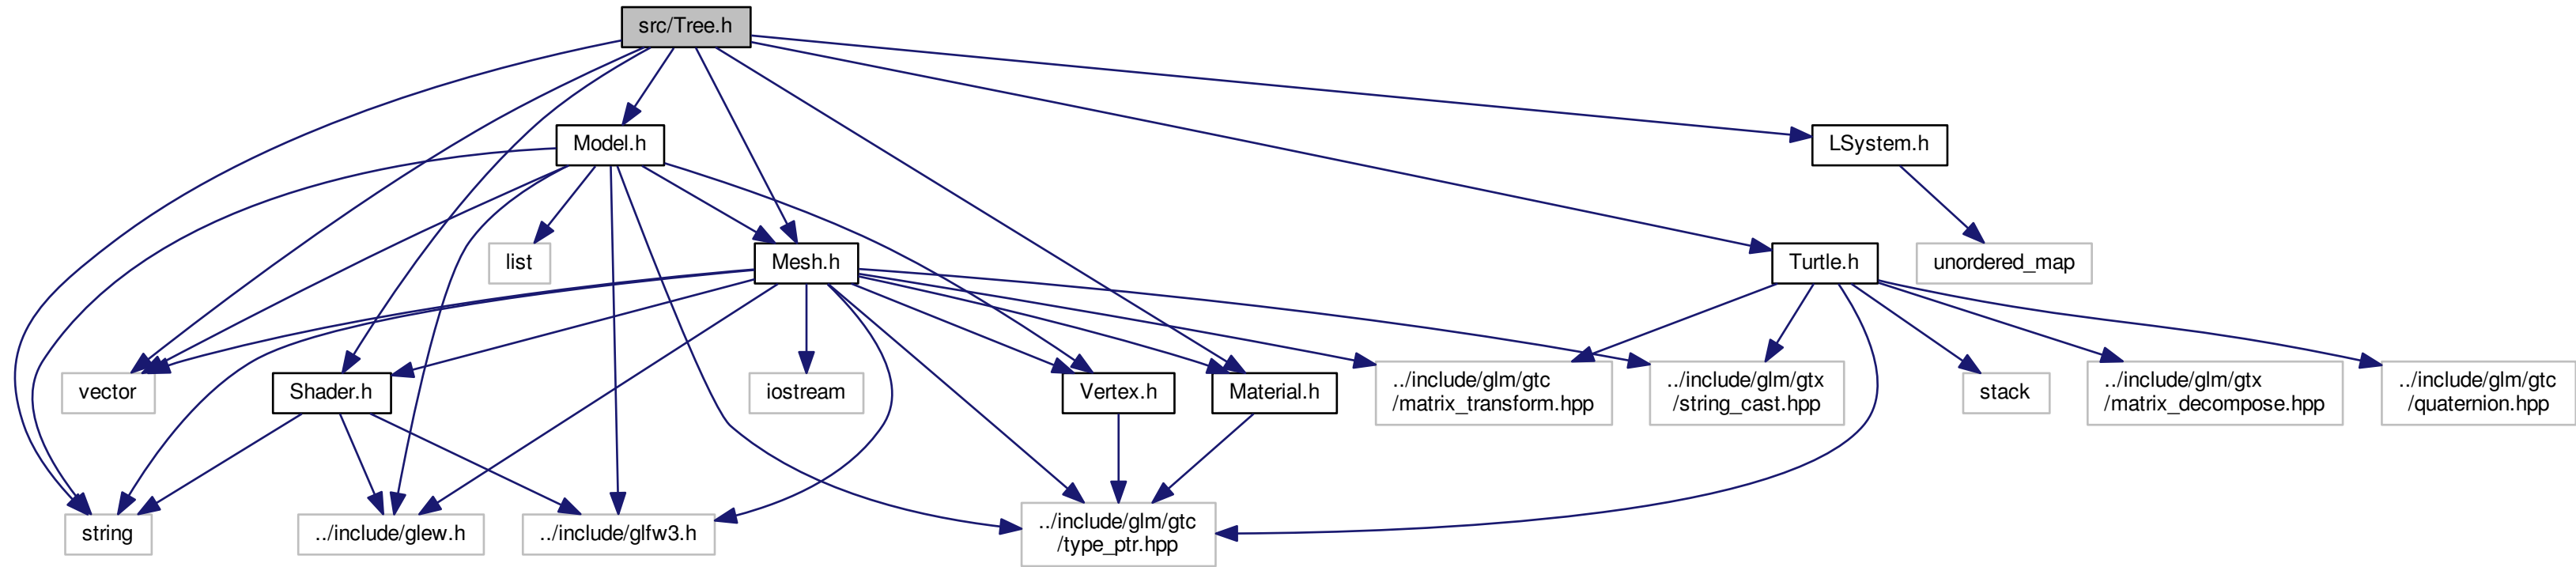 src/Tree.h
Model.h
LSystem.h
list
Mesh.h
Turtle.h
unordered_map
vector
Shader.h
iostream
Vertex.h
Material.h
../include/glm/gtc
/matrix_transform.hpp
../include/glm/gtx
/string_cast.hpp
stack
../include/glm/gtx
/matrix_decompose.hpp
../include/glm/gtc
/quaternion.hpp
string
../include/glew.h
../include/glfw3.h
../include/glm/gtc
/type_ptr.hpp